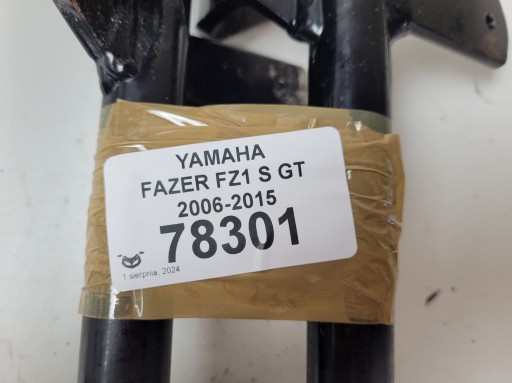 YAMAHA
FAZER FZ1 S GT
2006-2015
78301
1 sierpnia, 2024